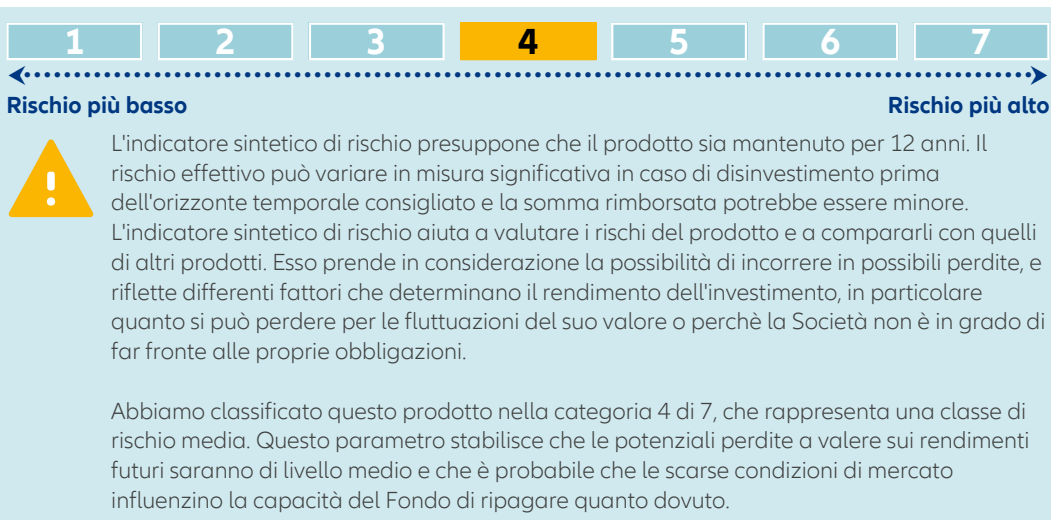 1 2 3 4 5 6 7
Rischio più basso Rischio più alto
L'indicatore sintetico di rischio presuppone che il prodotto sia mantenuto per 12 anni. Il
rischio effettivo può variare in misura significativa in caso di disinvestimento prima
dell'orizzonte temporale consigliato e la somma rimborsata potrebbe essere minore.
L'indicatore sintetico di rischio aiuta a valutare i rischi del prodotto e a compararli con quelli
di altri prodotti. Esso prende in considerazione la possibilità di incorrere in possibili perdite, e
riflette differenti fattori che determinano il rendimento dell'investimento, in particolare
quanto si può perdere per le fluttuazioni del suo valore o perchè la Società non è in grado di
far fronte alle proprie obbligazioni.
Abbiamo classificato questo prodotto nella categoria 4 di 7, che rappresenta una classe di
rischio media. Questo parametro stabilisce che le potenziali perdite a valere sui rendimenti
futuri saranno di livello medio e che è probabile che le scarse condizioni di mercato
influenzino la capacità del Fondo di ripagare quanto dovuto.